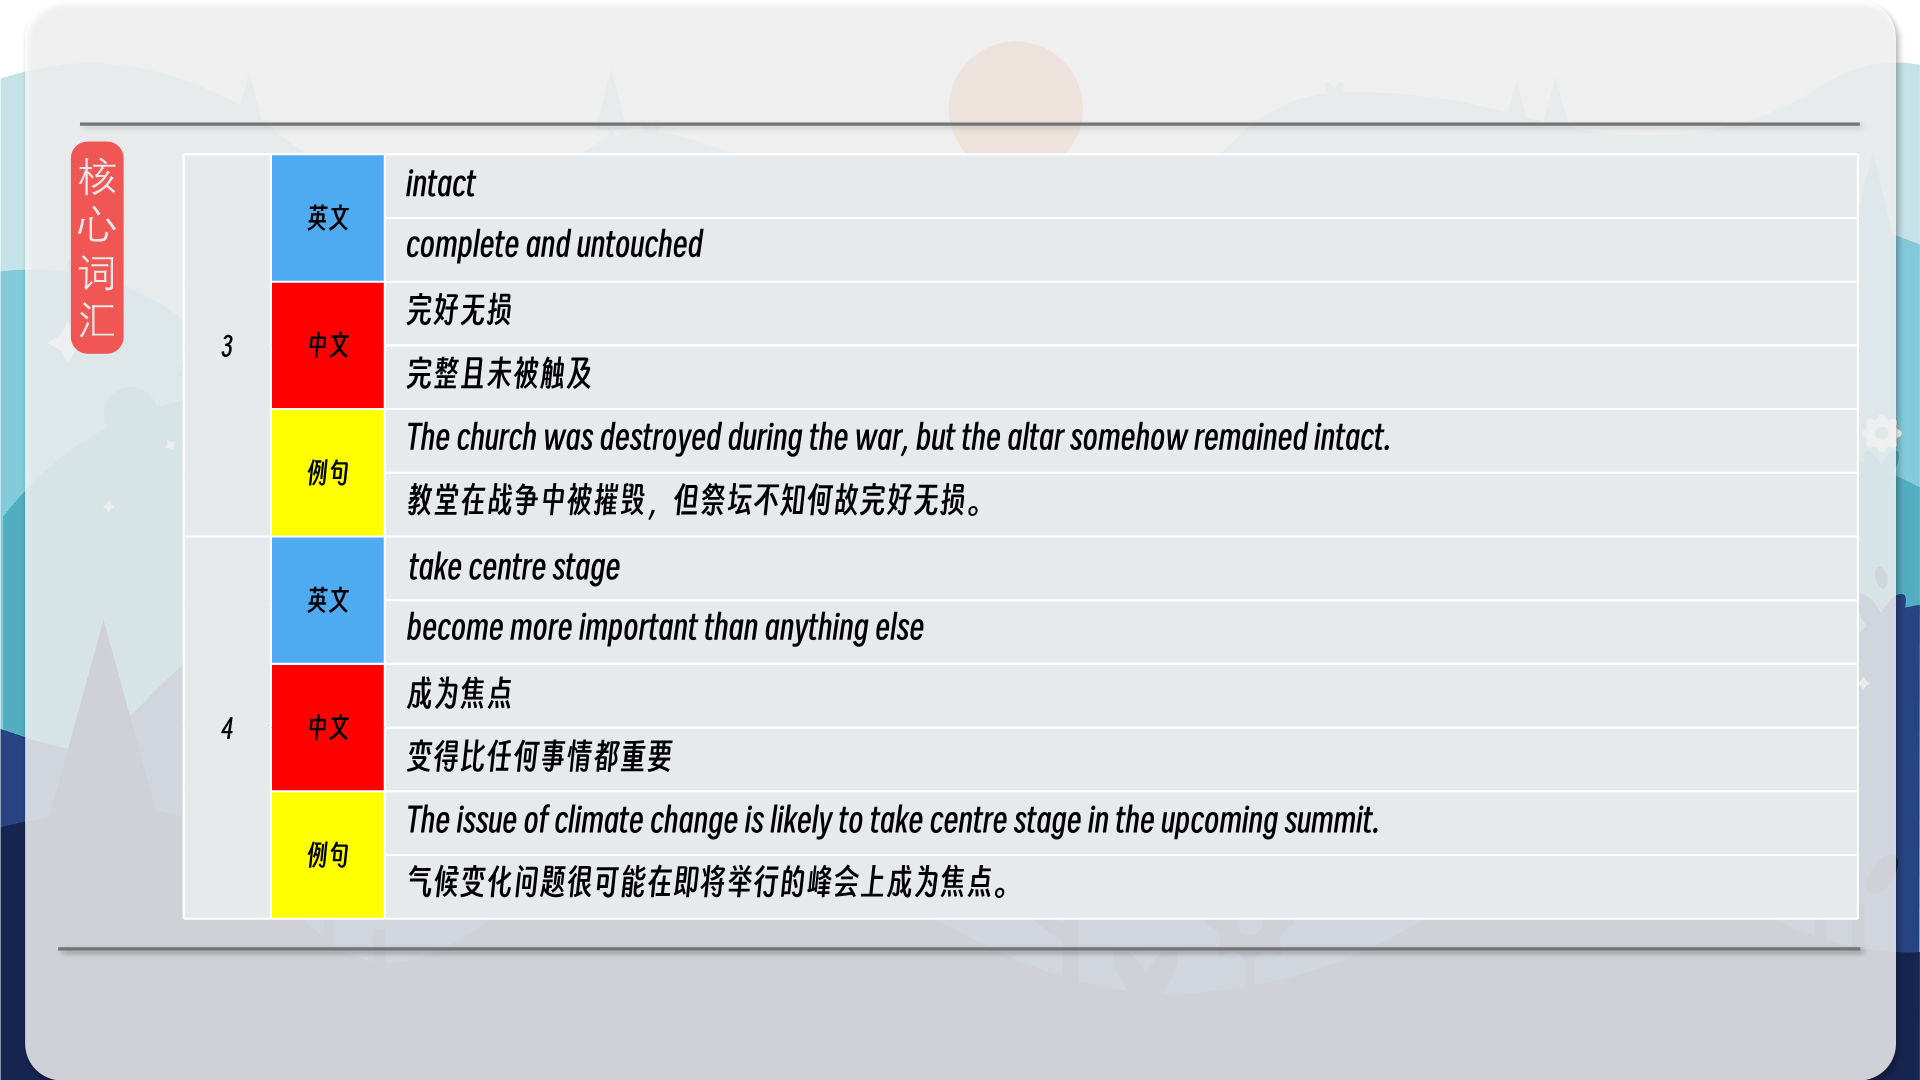 核心词汇
3
英文
intact
complete and untouched
中文
完好无损
完整且未被触及
例句
The church was destroyed during the war, but the altar somehow remained intact.
教堂在战争中被摧毁，但祭坛不知何故完好无损。
4
英文
take centre stage
become more important than anything else
中文
成为焦点
变得比任何事情都重要
例句
The issue of climate change is likely to take centre stage in the upcoming summit.
气候变化问题很可能在即将举行的峰会上成为焦点。